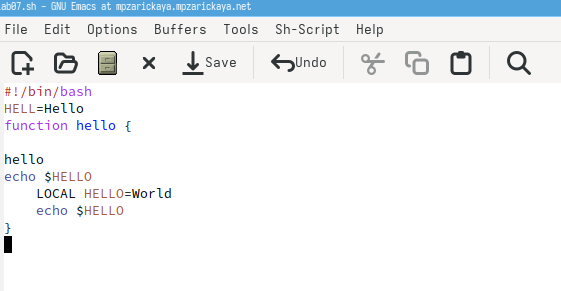 ab07.sh - GNU Emacs at mpzarickaya.mpzarickaya.net
File Edit Options Buffers Tools Sh-Script Help
Save Undo
#!/bin/bash
HELL=Hello
function hello {
hello
echo $HELLO
LOCAL HELLO=World
echo $HELLO
}